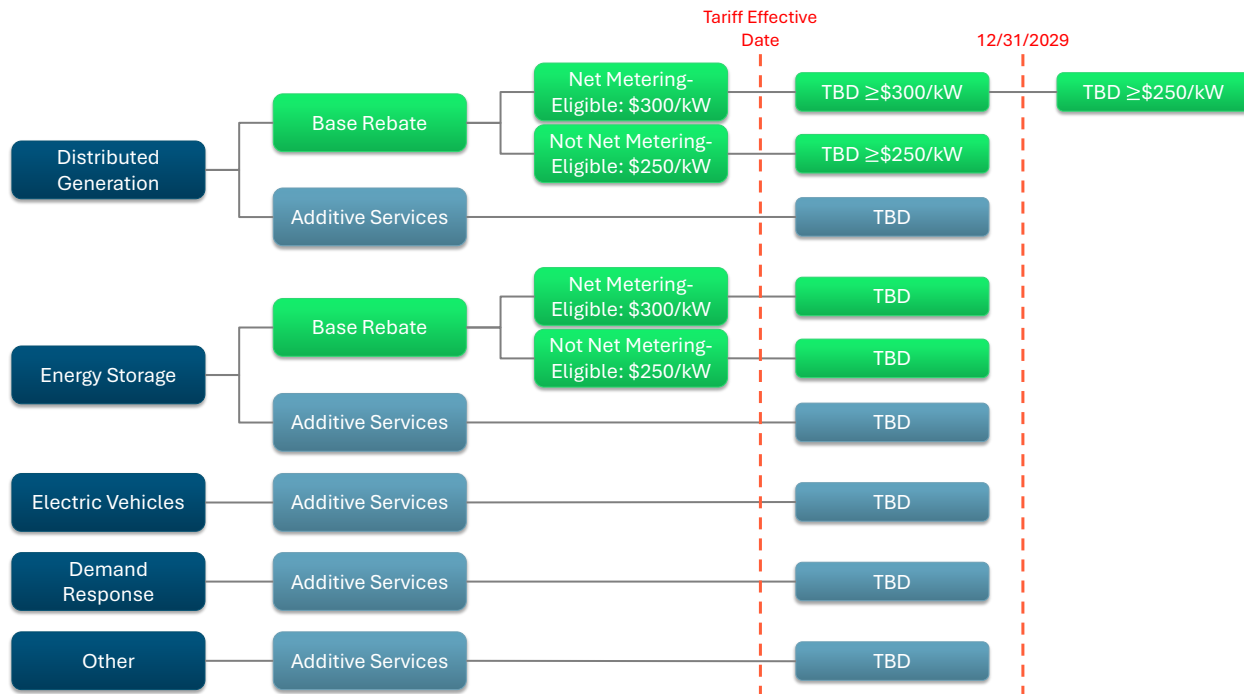 Tariff Effective
Date
12/31/2029
Net Metering-
Eligible: $300/kW
TBD ≥$300/kW
TBD ≥$250/kW
Base Rebate
Not Net Metering-
Eligible: $250/kW
TBD ≥$250/kW
Distributed
Generation
Additive Services
TBD
Net Metering-
Eligible: $300/kW
TBD
Base Rebate
Not Net Metering-
Eligible: $250/kW
TBD
Energy Storage
Additive Services
TBD
Electric Vehicles
Additive Services
TBD
Demand
Response
Additive Services
TBD
Other
Additive Services
TBD